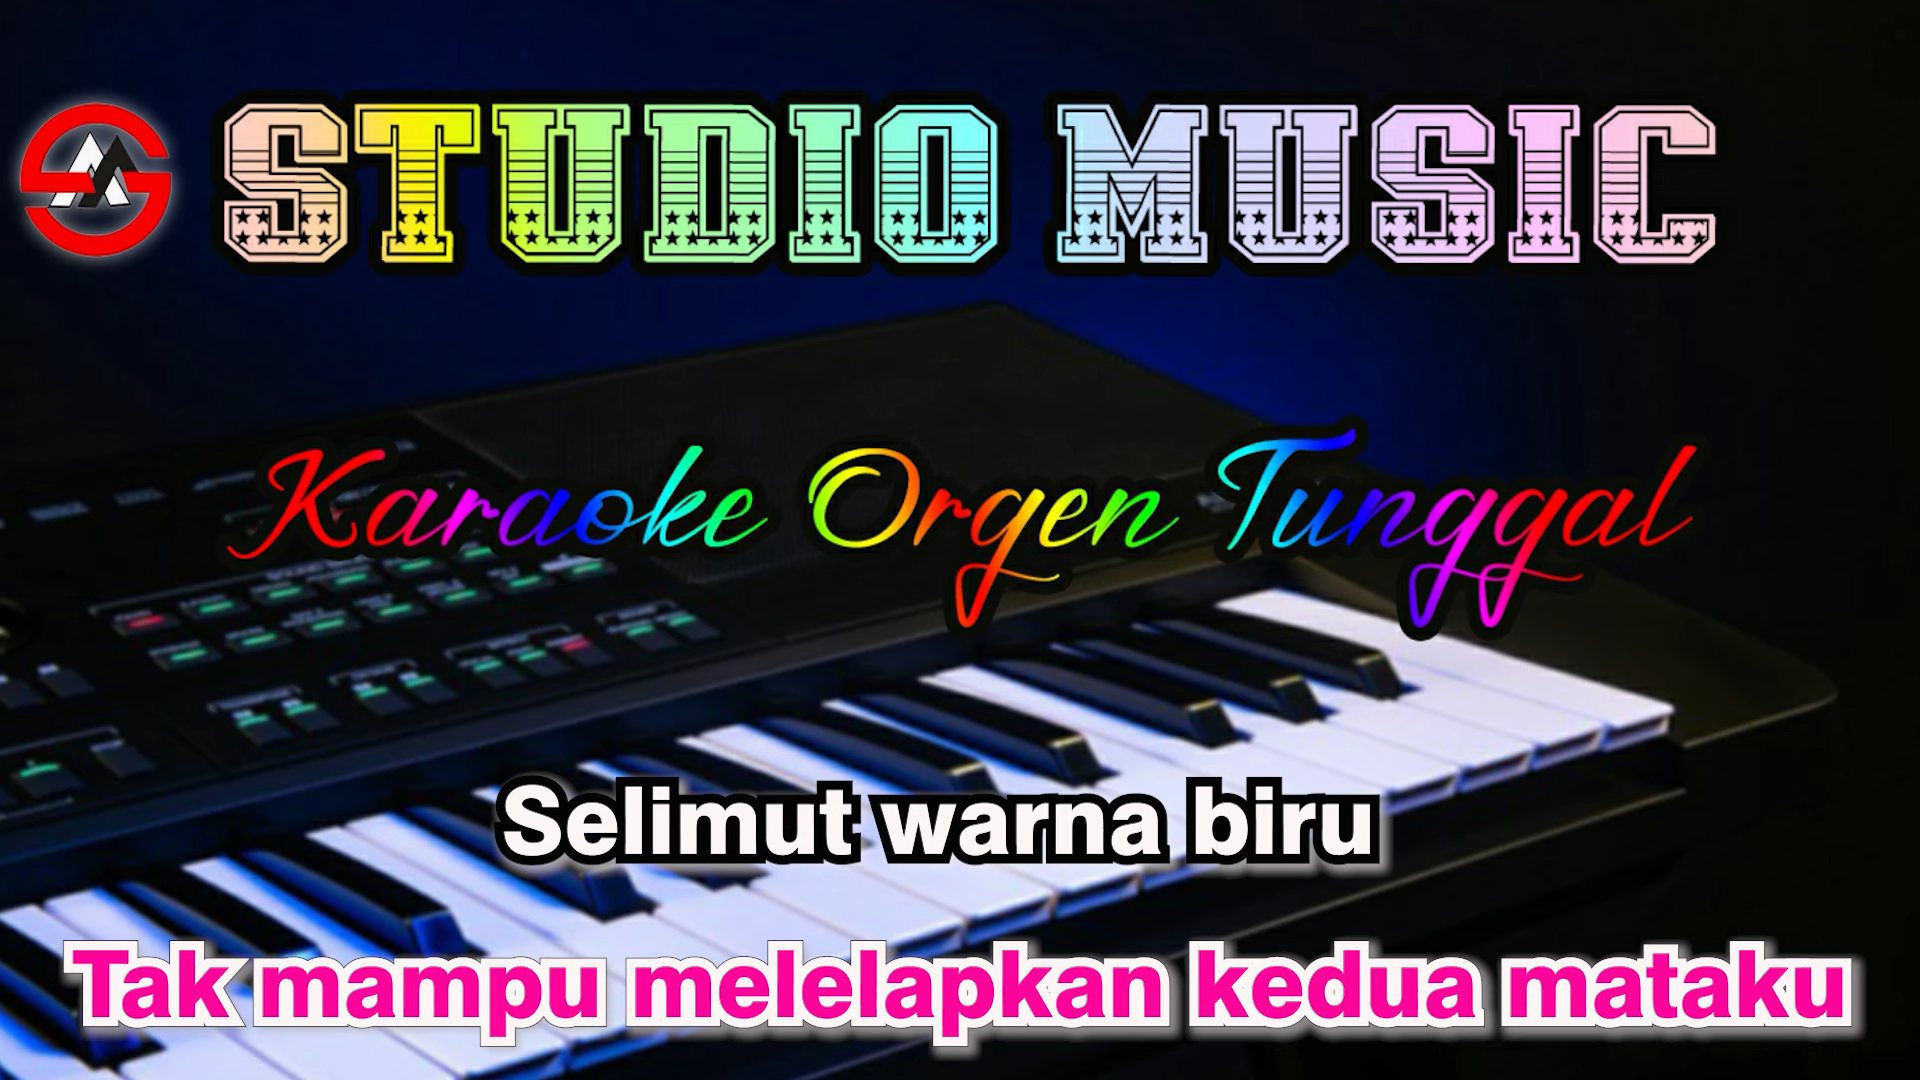 STUDIO MUSIC
Karaoke Orgen Tunggal
Selimut warna biru
Tak mampu melelapkan kedua mataku